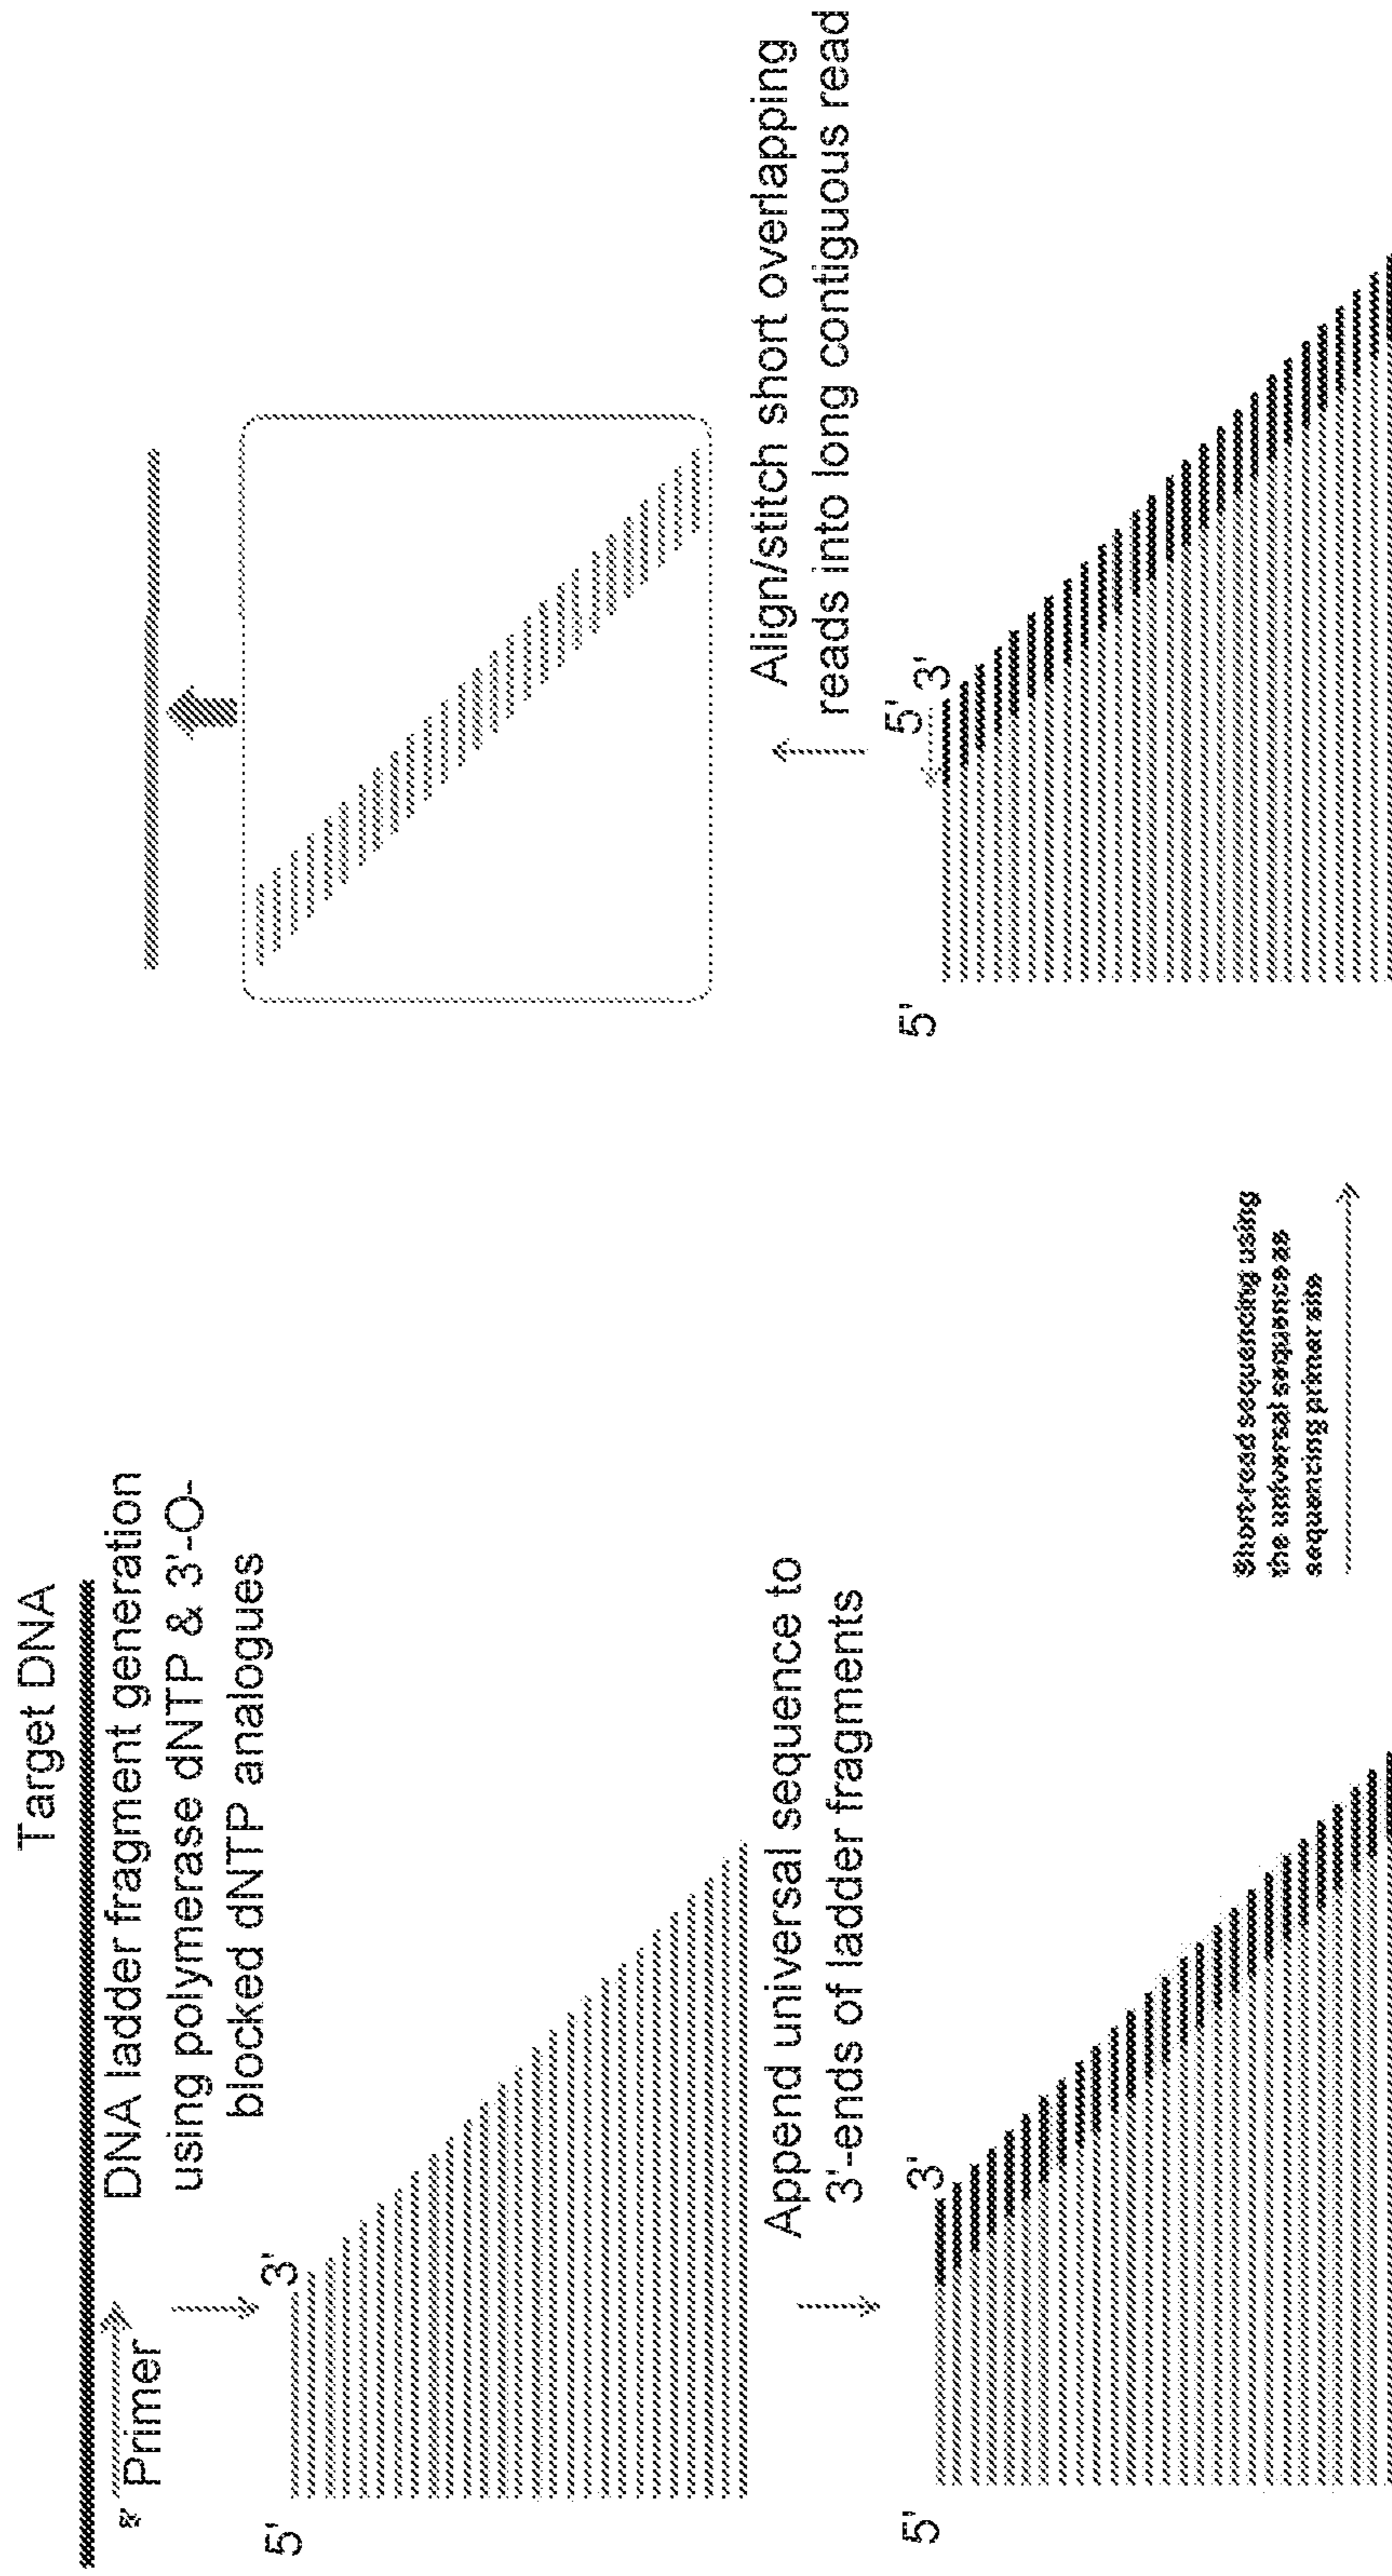 Target DNA
* Primer
DNA ladder fragment generation
using polymerase dNTP & 3'-O-
blocked dNTP analogues
5'
3'
Append universal sequence to
3'-ends of ladder fragments
5'
3'
Short-read sequencing using
the universal sequence as
sequencing primer site
5'
5'
3'
Align/stitch short overlapping
reads into long contiguous read